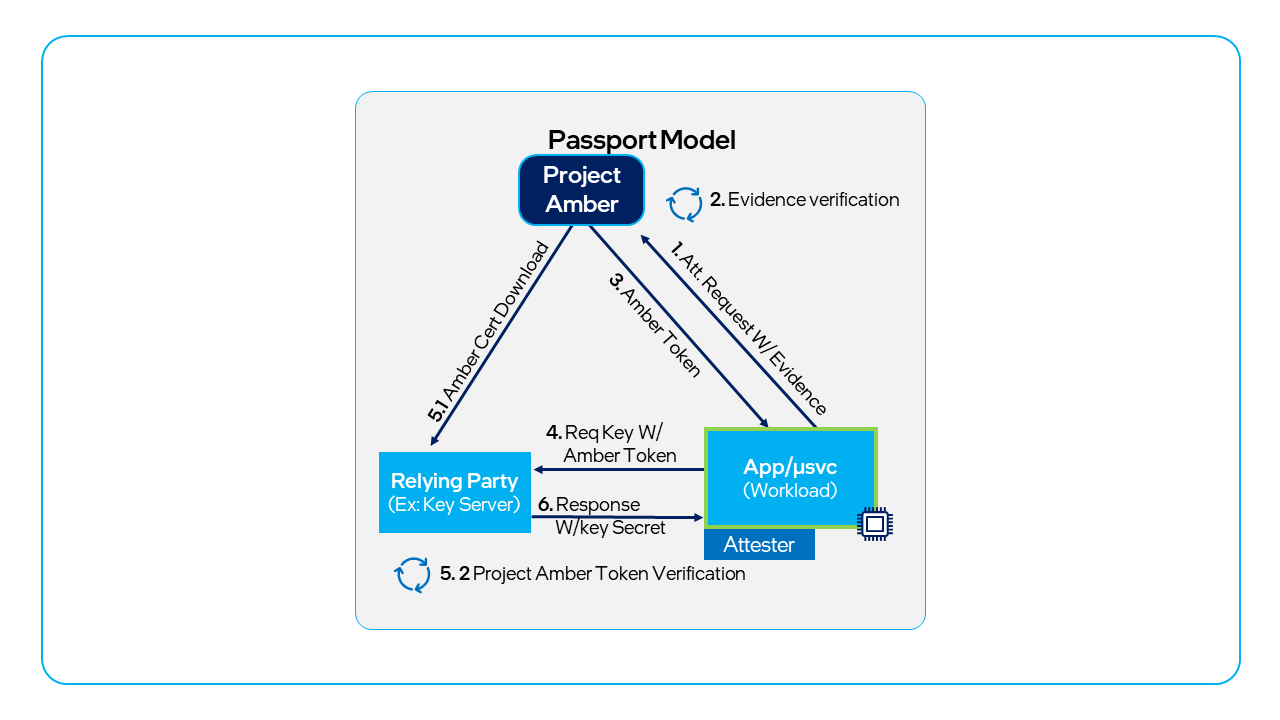 Passport Model
Project
Amber
2. Evidence verification
1. Att. Request W/ Evidence
3. Amber Token
5.1 Amber Cert Download
4. Req Key W/
Amber Token
App/µsvc
(Workload)
Relying Party
(Ex: Key Server)
6. Response
W/key Secret
Attester
5. 2 Project Amber Token Verification